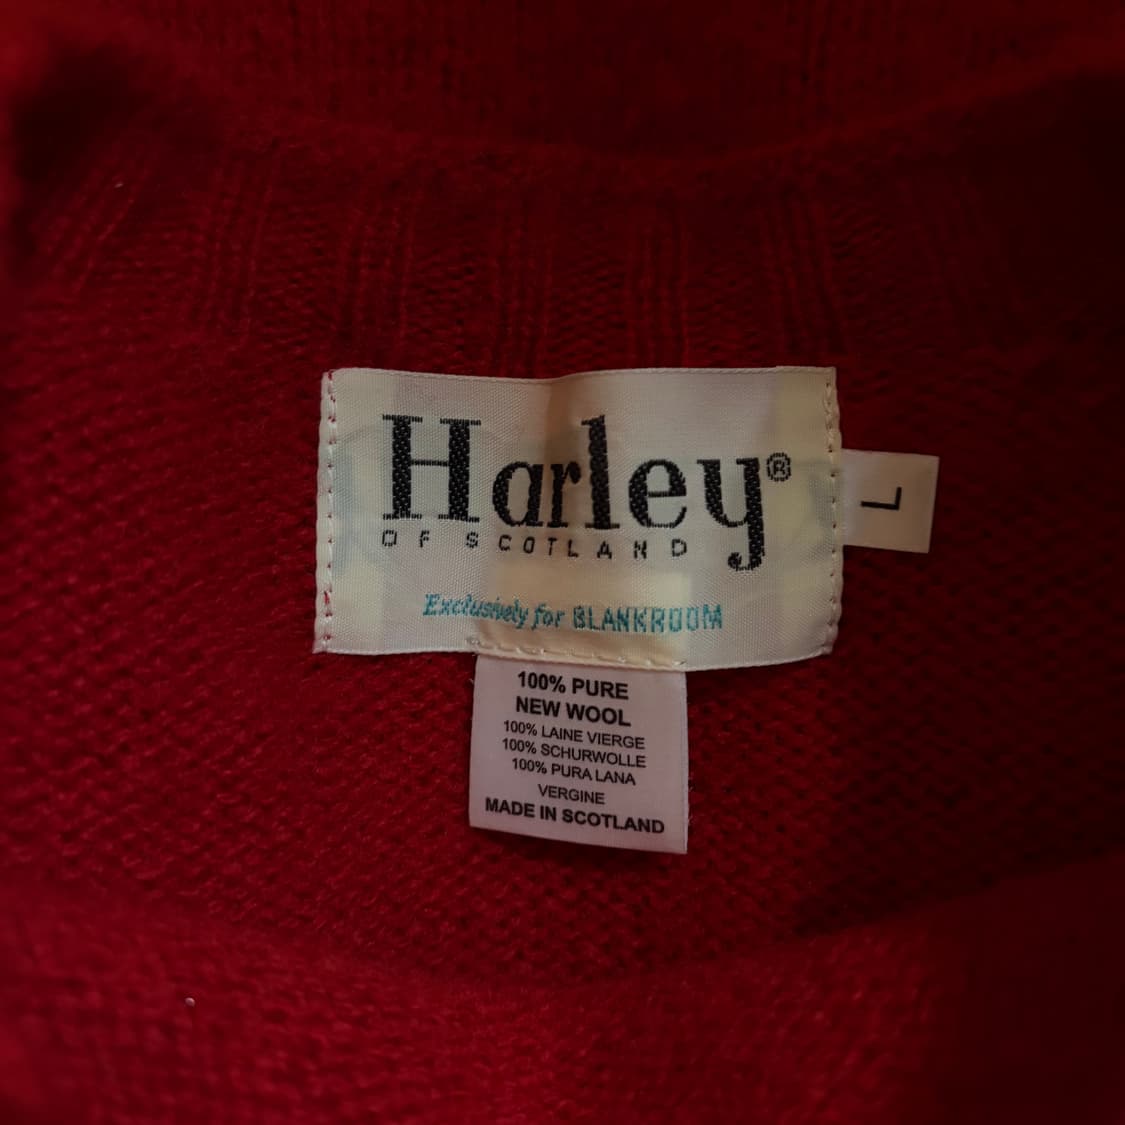 Harley®
OF SCOTLAND
Exclusively for BLANKROOM
L
100% PURE
NEW WOOL
100% LAINE VIERGE
100% SCHURWOLLE
100% PURA LANA
VERGINE
MADE IN SCOTLAND